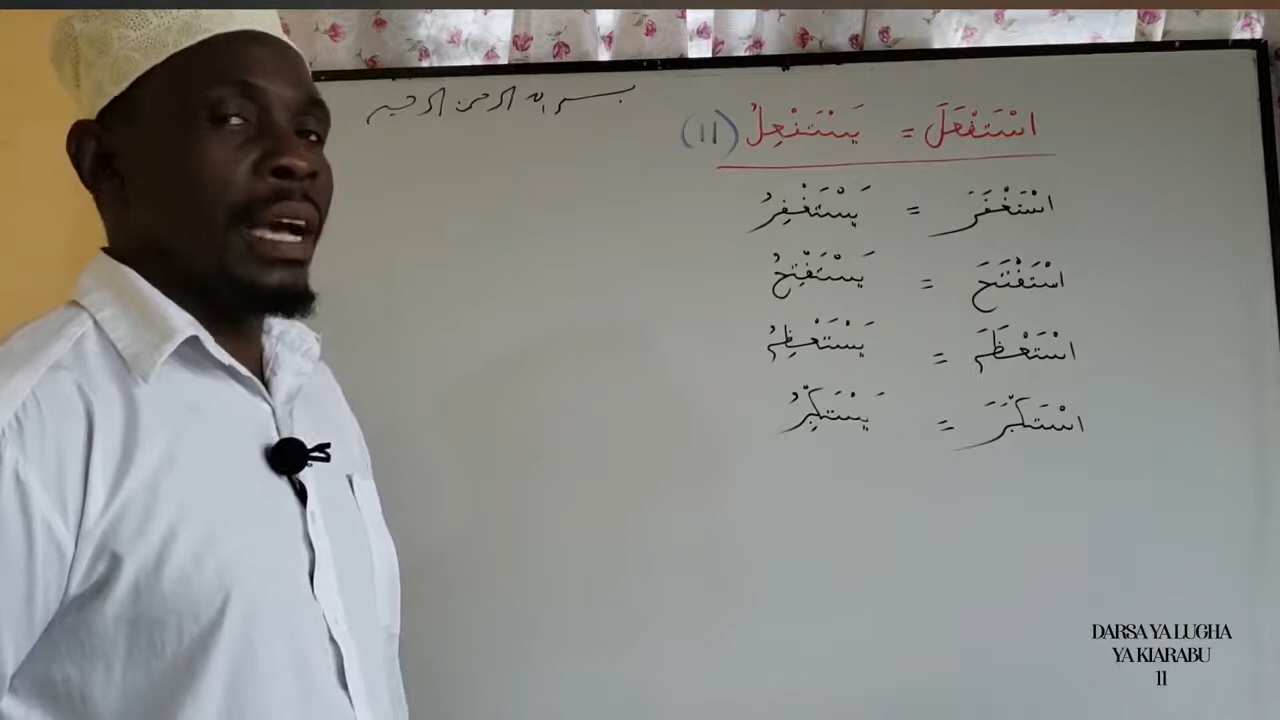 بسم الله الرحمن الرحيم
اسْتَفْعَلَ = يَسْتَفْعِلُ (11)
اسْتَغْفَرَ = يَسْتَغْفِرُ
اسْتَفْتَحَ = يَسْتَفْتِحُ
اسْتَعْظَمَ = يَسْتَعْظِمُ
اسْتَكْبَرَ = يَسْتَكْبِرُ
DARSA YA LUGHA
YA KIARABU
11